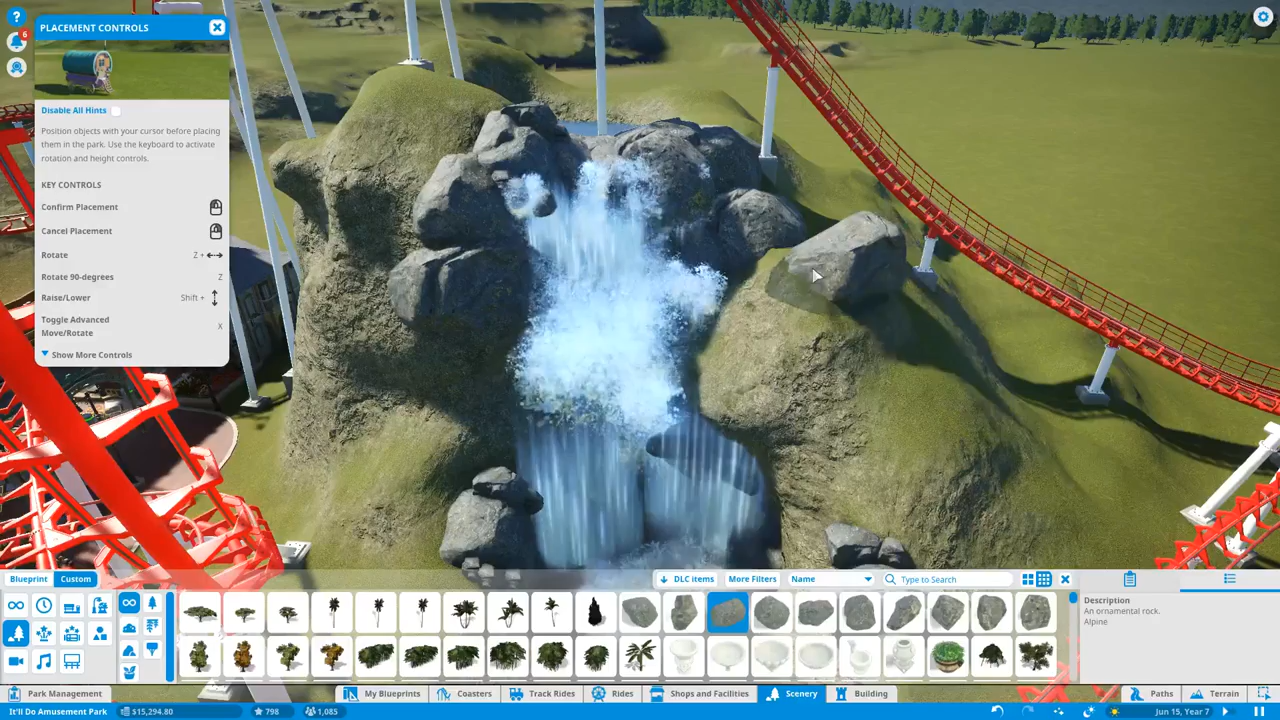 PLACEMENT CONTROLS
6
Disable All Hints
Position objects with your cursor before placing
them in the park. Use the keyboard to activate
rotation and height controls.
KEY CONTROLS
Confirm Placement
Cancel Placement
Rotate Z +
Rotate 90-degrees Z
Raise/Lower Shift +
Toggle Advanced
Move/Rotate X
Show More Controls
Blueprint Custom DLC items More Filters Name Type to Search
Description
An ornamental rock.
Alpine
Park Management My Blueprints Coasters Track Rides Rides Shops and Facilities Scenery Building Paths Terrain
It'll Do Amusement Park $15,294.80 798 1,085 Jun 15, Year 7